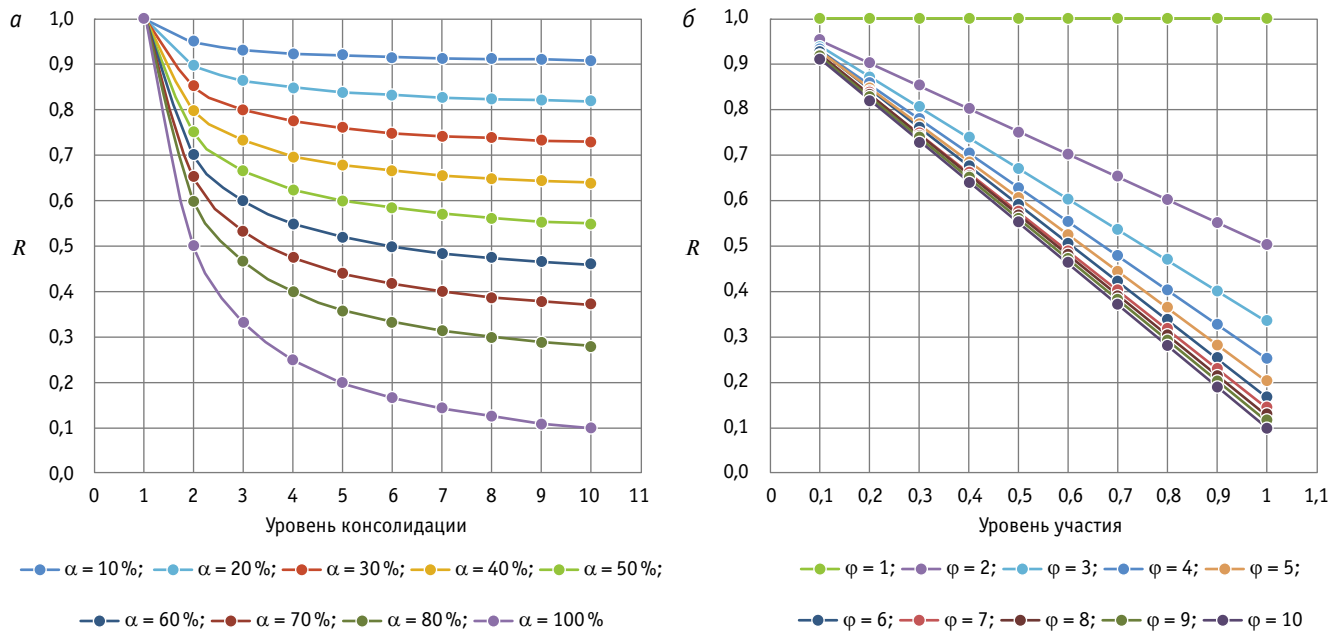 а
1,0
0,9
0,8
0,7
0,6
0,5
0,4
0,3
0,2
0,1
0,0
R
0 1 2 3 4 5 6 7 8 9 10 11
Уровень консолидации
α = 10 %; α = 20 %; α = 30 %; α = 40 %; α = 50 %;
α = 60 %; α = 70 %; α = 80 %; α = 100 %
б
1,0
0,9
0,8
0,7
0,6
0,5
0,4
0,3
0,2
0,1
0,0
R
0 0,1 0,2 0,3 0,4 0,5 0,6 0,7 0,8 0,9 1 1,1
Уровень участия
φ = 1; φ = 2; φ = 3; φ = 4; φ = 5;
φ = 6; φ = 7; φ = 8; φ = 9; φ = 10